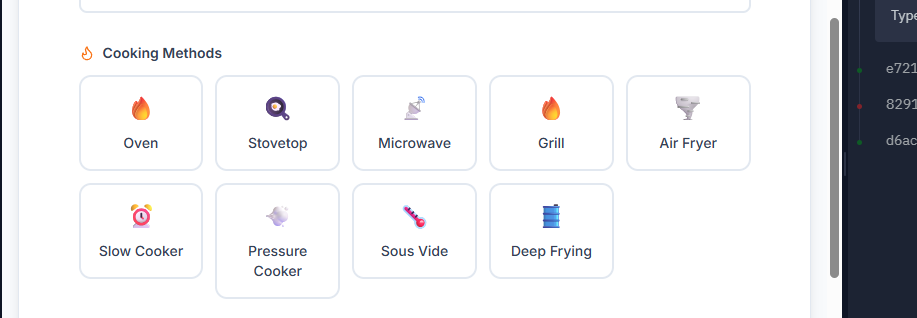 Type
Cooking Methods
e721
8291
d6ac
Oven
Stovetop
Microwave
Grill
Air Fryer
Slow Cooker
Pressure
Cooker
Sous Vide
Deep Frying